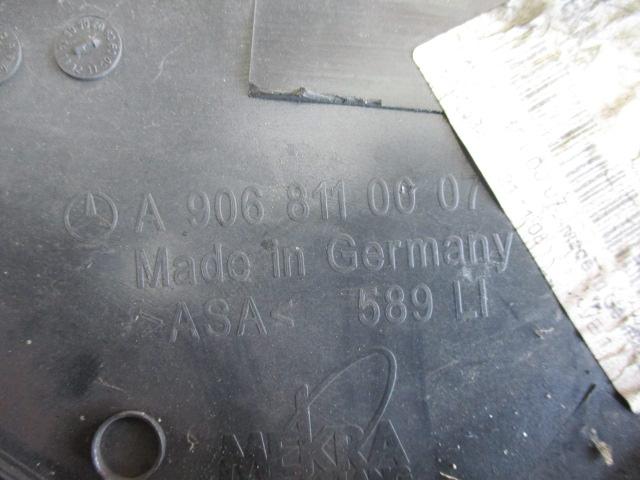 A 906 811 00 07
Made in Germany
>ASA< 589 LI
MEKRA